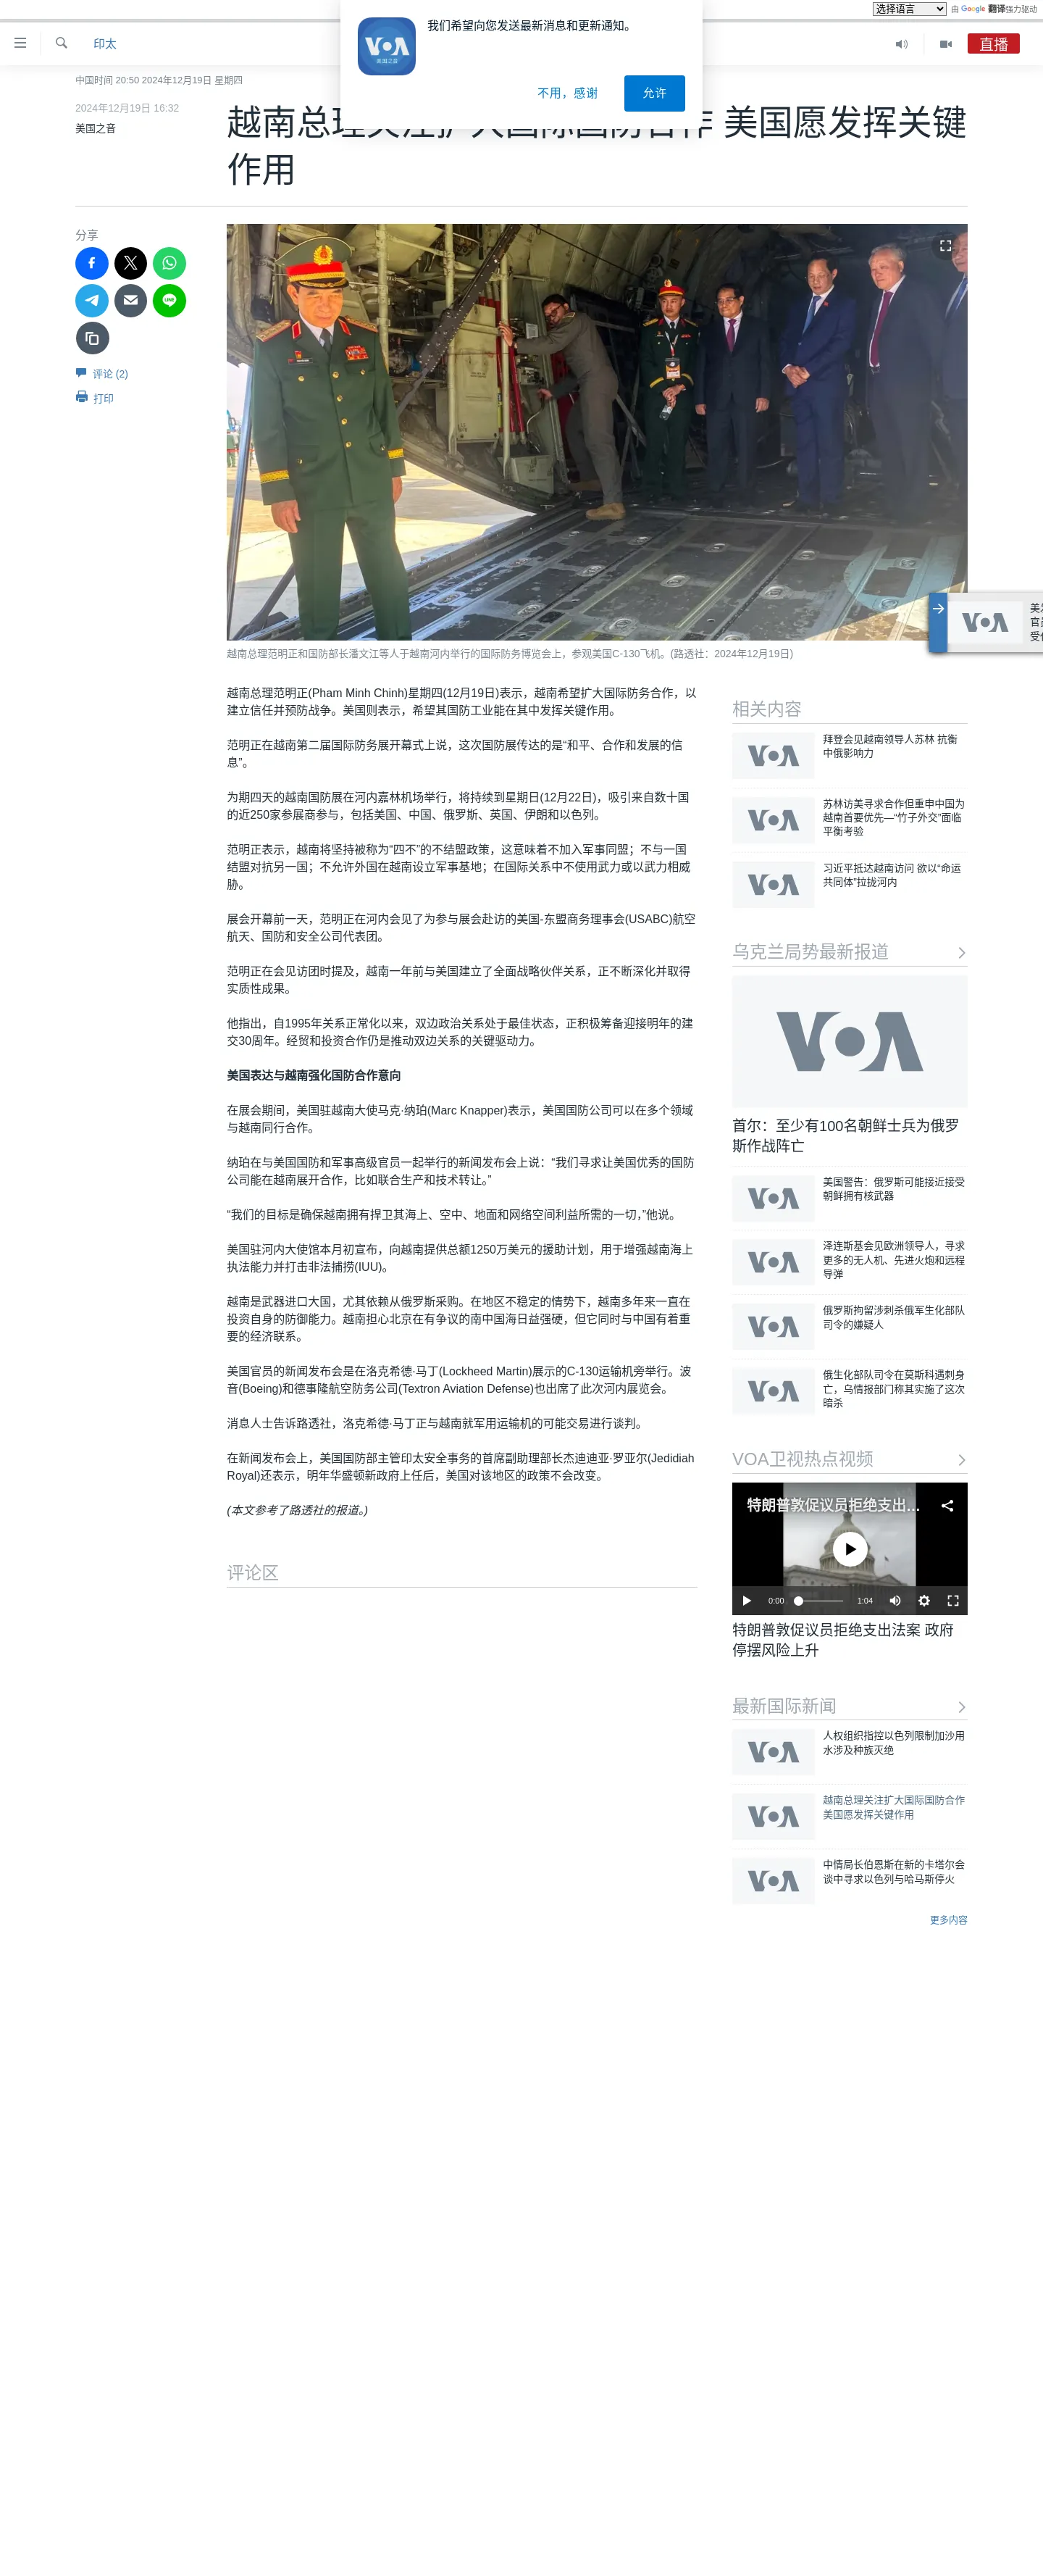 选择语言
由 Google 翻译强力驱动
我们希望向您发送最新消息和更新通知。
VOA
美国之音
不用，感谢
允许
印太
直播
中国时间 20:50 2024年12月19日 星期四
2024年12月19日 16:32
美国之音
越南总理关注扩大国际国防合作 美国愿发挥关键
作用
分享
评论 (2)
打印
VOA
越南总理范明正和国防部长潘文江等人于越南河内举行的国际防务博览会上，参观美国C-130飞机。(路透社：2024年12月19日)
越南总理范明正(Pham Minh Chinh)星期四(12月19日)表示，越南希望扩大国际防务合作，以
建立信任并预防战争。美国则表示，希望其国防工业能在其中发挥关键作用。
范明正在越南第二届国际防务展开幕式上说，这次国防展传达的是“和平、合作和发展的信
息”。
为期四天的越南国防展在河内嘉林机场举行，将持续到星期日(12月22日)，吸引来自数十国
的近250家参展商参与，包括美国、中国、俄罗斯、英国、伊朗和以色列。
范明正表示，越南将坚持被称为“四不”的不结盟政策，这意味着不加入军事同盟；不与一国
结盟对抗另一国；不允许外国在越南设立军事基地；在国际关系中不使用武力或以武力相威
胁。
展会开幕前一天，范明正在河内会见了为参与展会赴访的美国-东盟商务理事会(USABC)航空
航天、国防和安全公司代表团。
范明正在会见访团时提及，越南一年前与美国建立了全面战略伙伴关系，正不断深化并取得
实质性成果。
他指出，自1995年关系正常化以来，双边政治关系处于最佳状态，正积极筹备迎接明年的建
交30周年。经贸和投资合作仍是推动双边关系的关键驱动力。
美国表达与越南强化国防合作意向
在展会期间，美国驻越南大使马克·纳珀(Marc Knapper)表示，美国国防公司可以在多个领域
与越南同行合作。
纳珀在与美国国防和军事高级官员一起举行的新闻发布会上说：“我们寻求让美国优秀的国防
公司能在越南展开合作，比如联合生产和技术转让。”
“我们的目标是确保越南拥有捍卫其海上、空中、地面和网络空间利益所需的一切，”他说。
美国驻河内大使馆本月初宣布，向越南提供总额1250万美元的援助计划，用于增强越南海上
执法能力并打击非法捕捞(IUU)。
越南是武器进口大国，尤其依赖从俄罗斯采购。在地区不稳定的情势下，越南多年来一直在
投资自身的防御能力。越南担心北京在有争议的南中国海日益强硬，但它同时与中国有着重
要的经济联系。
美国官员的新闻发布会是在洛克希德·马丁(Lockheed Martin)展示的C-130运输机旁举行。波
音(Boeing)和德事隆航空防务公司(Textron Aviation Defense)也出席了此次河内展览会。
消息人士告诉路透社，洛克希德·马丁正与越南就军用运输机的可能交易进行谈判。
在新闻发布会上，美国国防部主管印太安全事务的首席副助理部长杰迪迪亚·罗亚尔(Jedidiah
Royal)还表示，明年华盛顿新政府上任后，美国对该地区的政策不会改变。
(本文参考了路透社的报道。)
评论区
相关内容
VOA
拜登会见越南领导人苏林 抗衡
中俄影响力
VOA
苏林访美寻求合作但重申中国为
越南首要优先—“竹子外交”面临
平衡考验
VOA
习近平抵达越南访问 欲以“命运
共同体”拉拢河内
乌克兰局势最新报道
VOA
首尔：至少有100名朝鲜士兵为俄罗
斯作战阵亡
VOA
美国警告：俄罗斯可能接近接受
朝鲜拥有核武器
VOA
泽连斯基会见欧洲领导人，寻求
更多的无人机、先进火炮和远程
导弹
VOA
俄罗斯拘留涉刺杀俄军生化部队
司令的嫌疑人
VOA
俄生化部队司令在莫斯科遇刺身
亡，乌情报部门称其实施了这次
暗杀
VOA卫视热点视频
特朗普敦促议员拒绝支出...
0:00
1:04
特朗普敦促议员拒绝支出法案 政府
停摆风险上升
最新国际新闻
VOA
人权组织指控以色列限制加沙用
水涉及种族灭绝
VOA
越南总理关注扩大国际国防合作
美国愿发挥关键作用
VOA
中情局长伯恩斯在新的卡塔尔会
谈中寻求以色列与哈马斯停火
更多内容